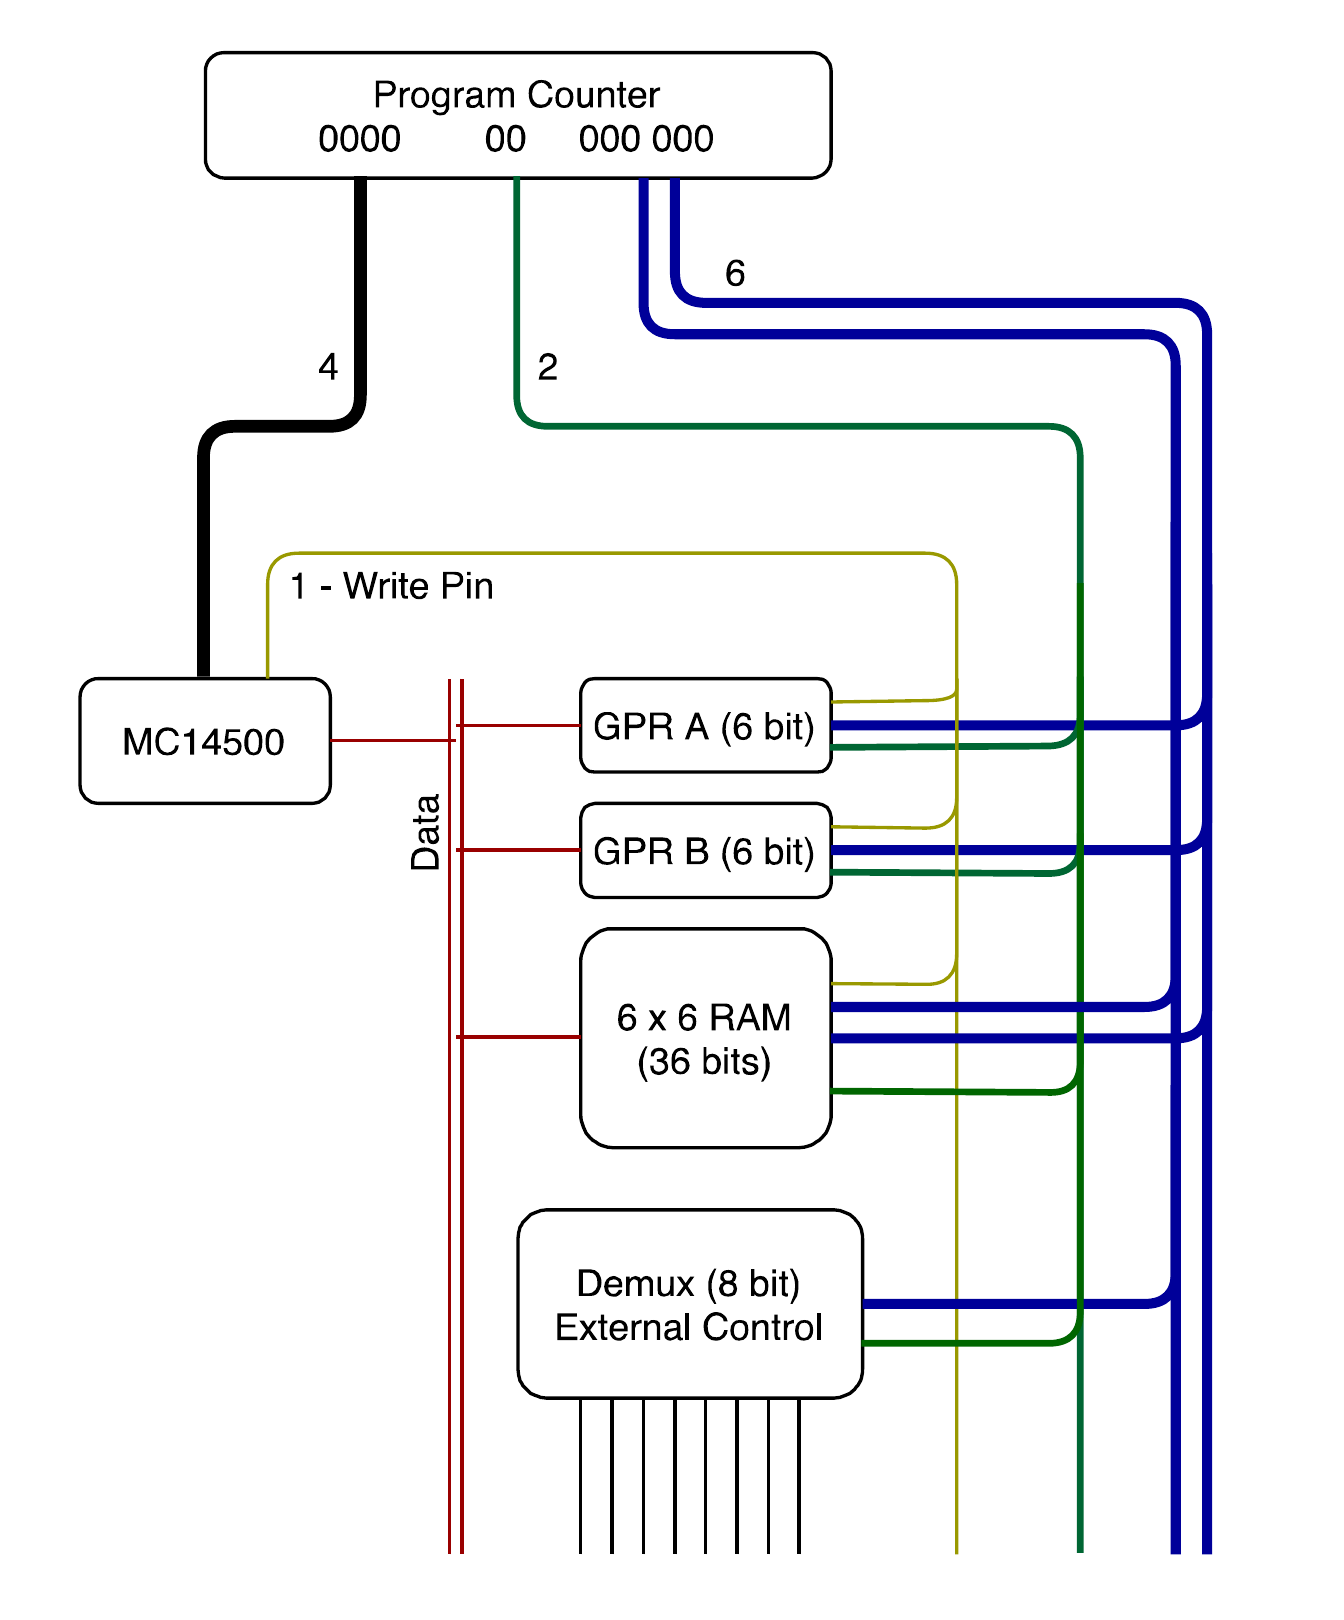 Program Counter
0000 00 000 000
6
4
2
1 - Write Pin
MC14500
Data
GPR A (6 bit)
GPR B (6 bit)
6 x 6 RAM
(36 bits)
Demux (8 bit)
External Control